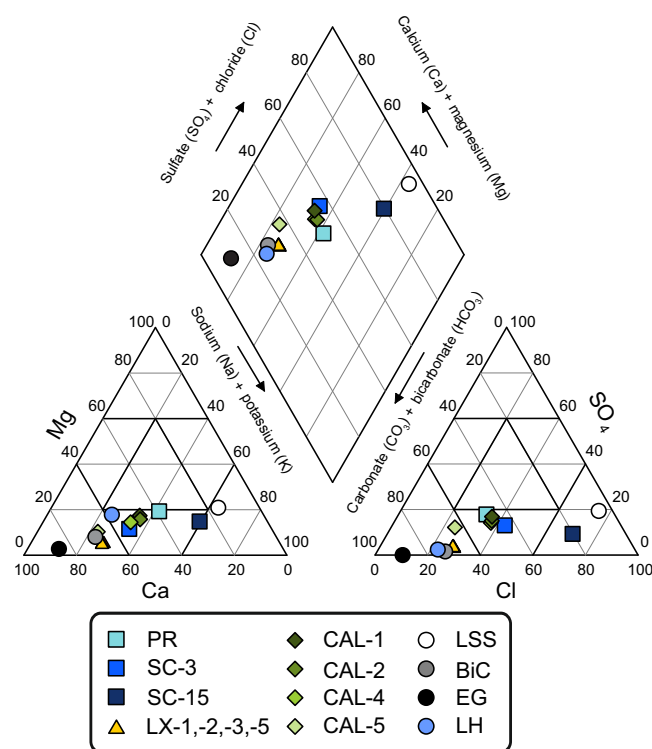 Sulfate (SO₄) + chloride (Cl)
Calcium (Ca) + magnesium (Mg)
80 80
60 60
40 40
20 20
Sodium (Na) + potassium (K)
Carbonate (CO₃) + bicarbonate (HCO₃)
100 0
80 20
60 40
40 60
20 80
0 100
Mg
100 80 60 40 20 0
Ca
0 100
80 20
60 40
40 60
80 20
0 100
SO₄
0 20 40 60 80 100
Cl
PR
SC-3
SC-15
LX-1,-2,-3,-5
CAL-1
CAL-2
CAL-4
CAL-5
LSS
BiC
EG
LH